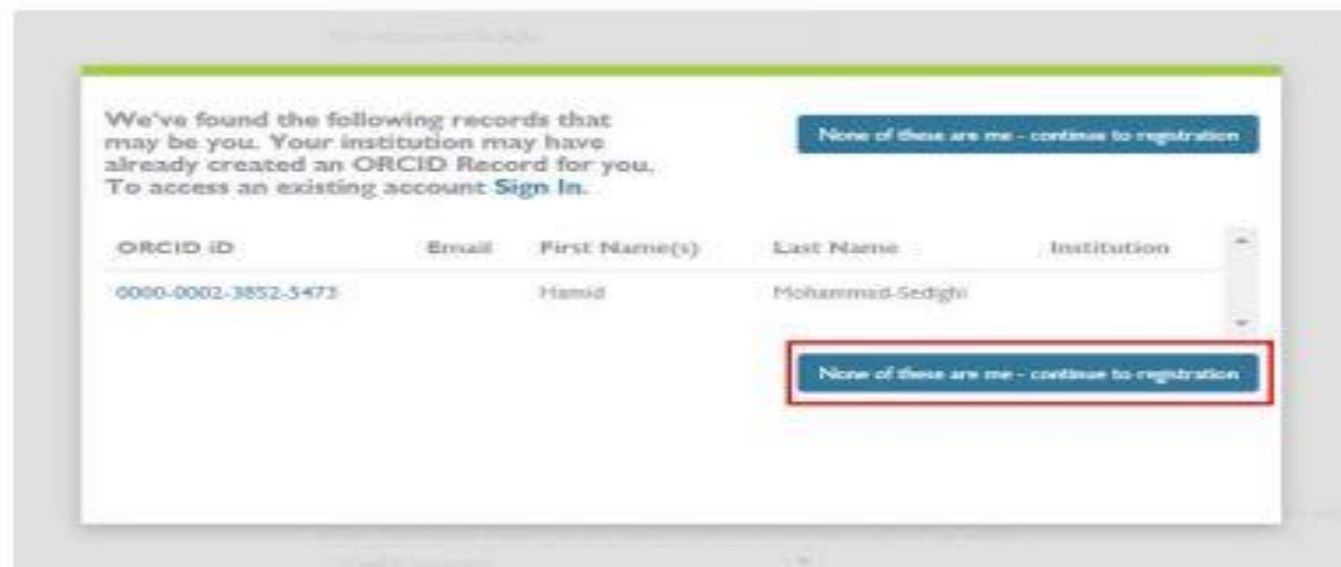 We've found the following records that
may be you. Your institution may have
already created an ORCID Record for you.
To access an existing account Sign In.
None of these are me - continue to registration
ORCID iD Email First Name(s) Last Name Institution
0000-0002-3852-5473 Hamid Mohammad-Sedighi
None of these are me - continue to registration